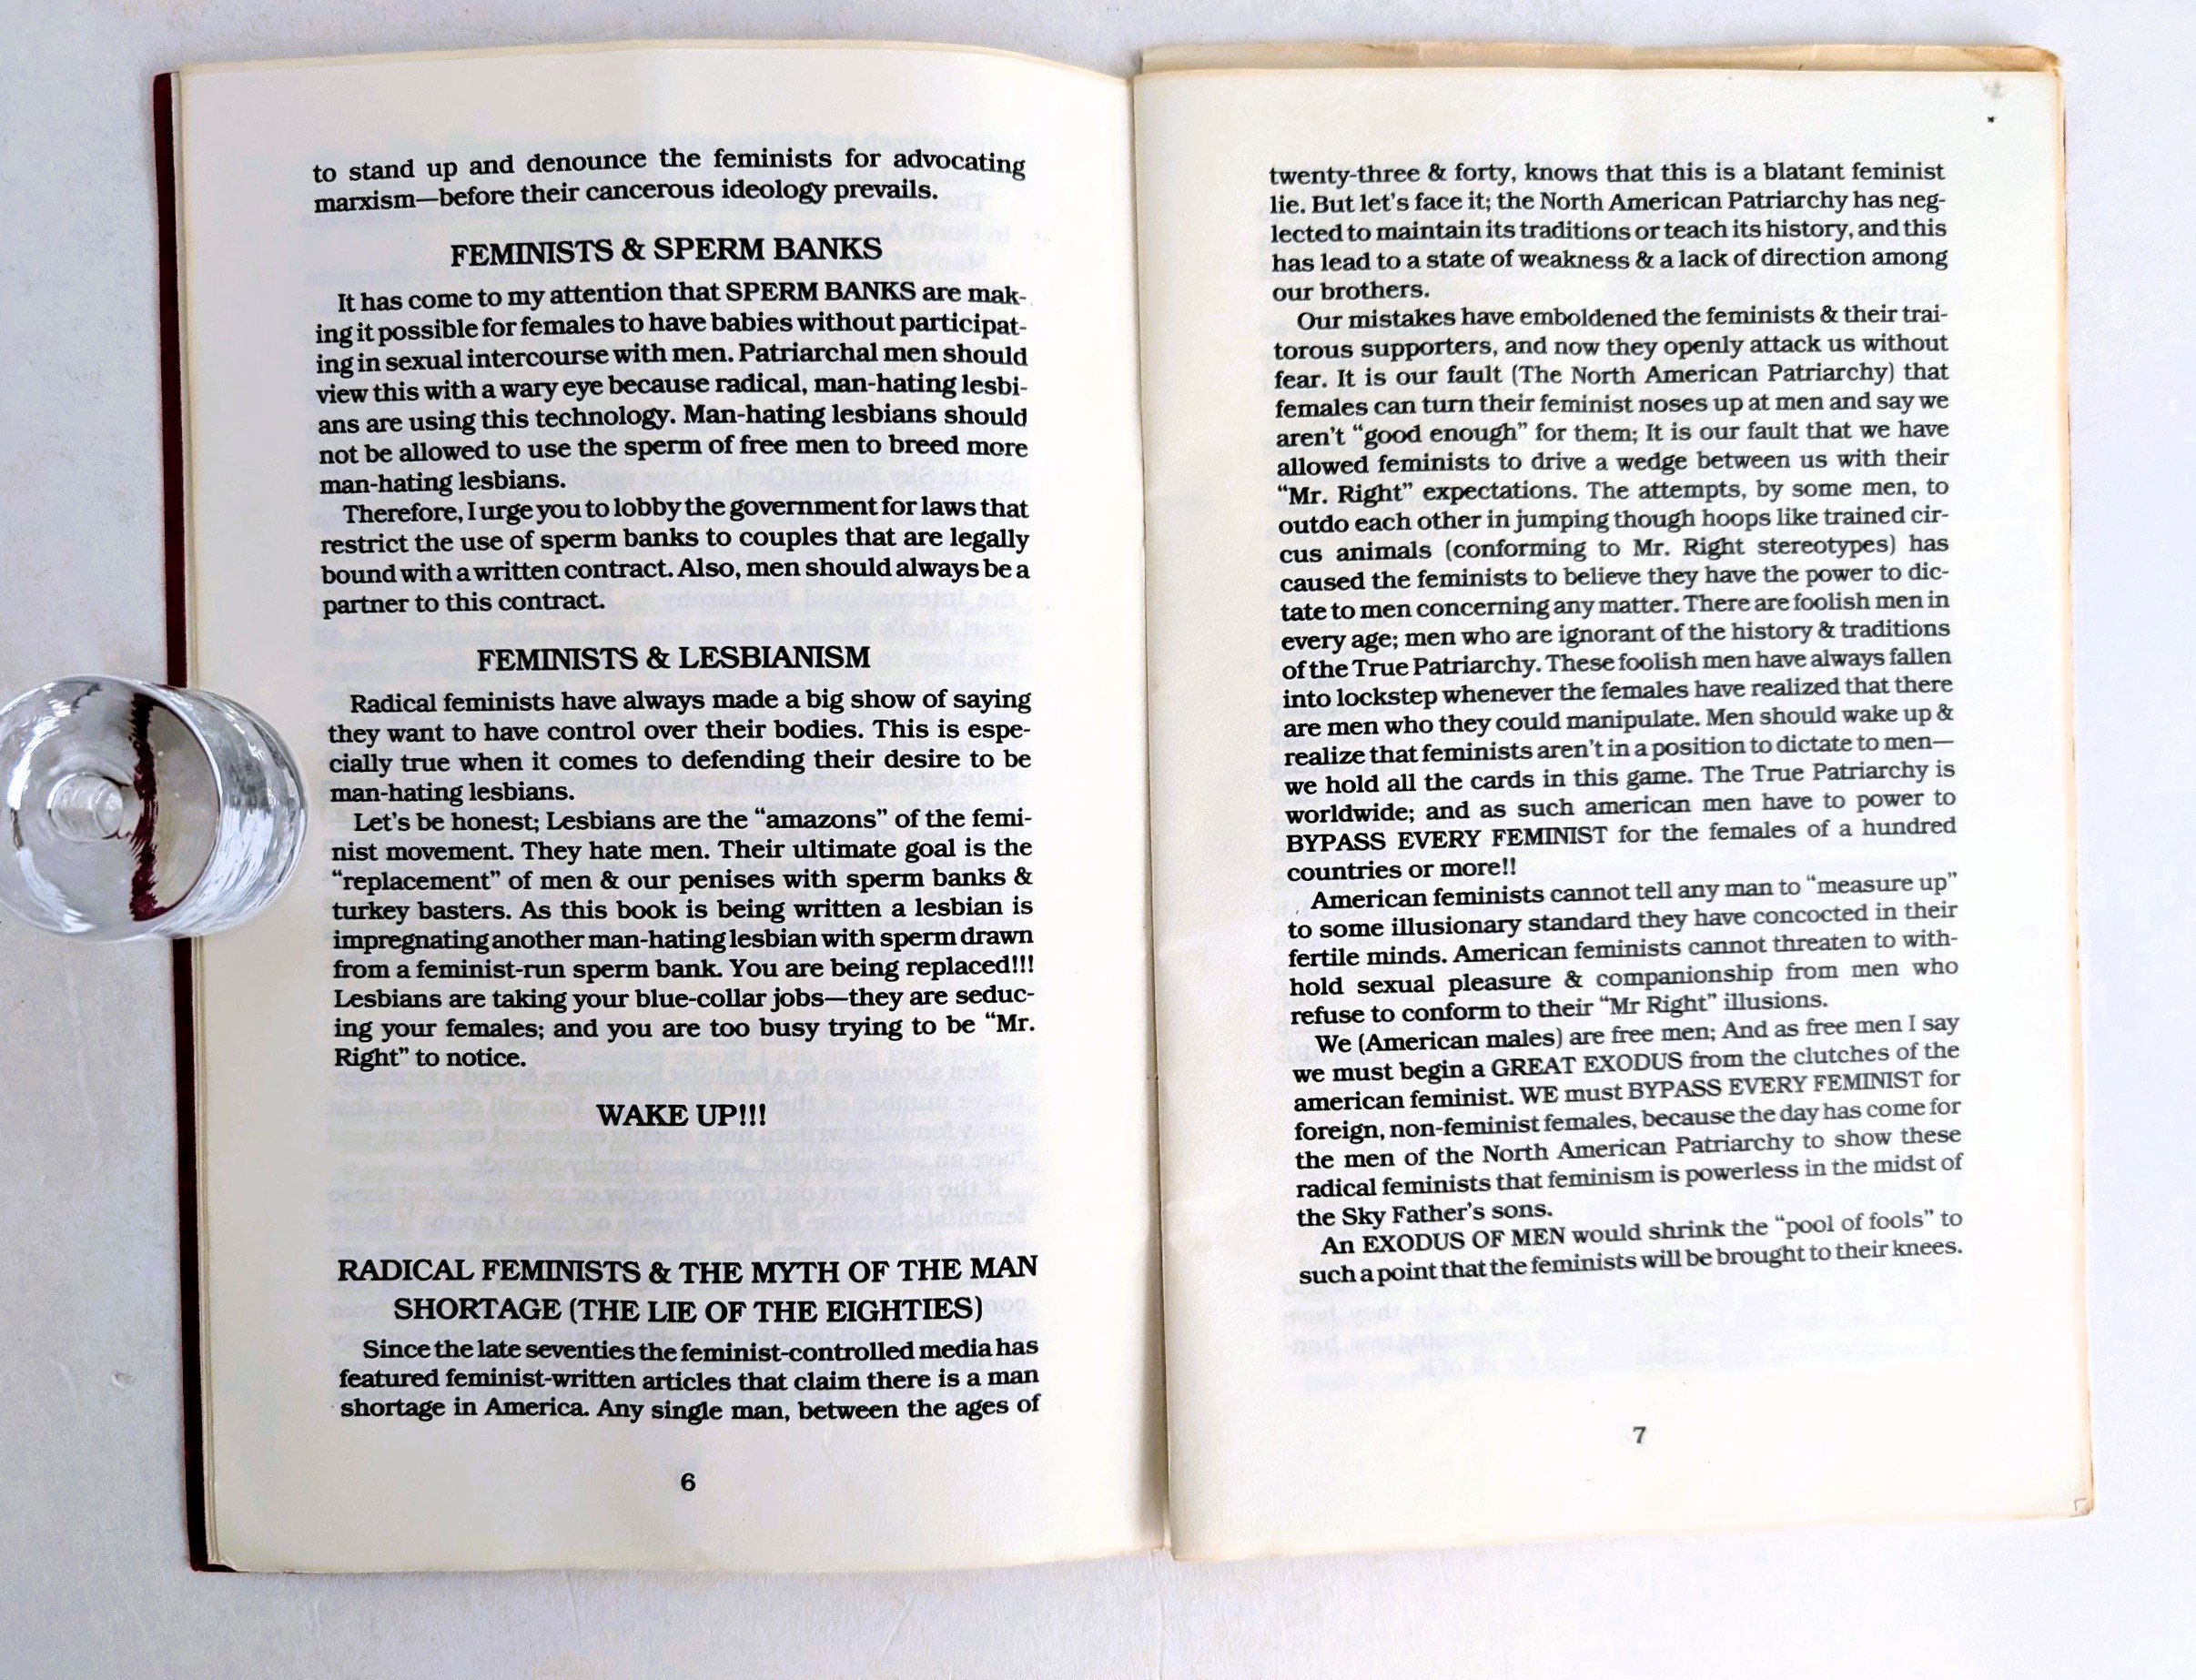 to stand up and denounce the feminists for advocating
marxism—before their cancerous ideology prevails.
FEMINISTS & SPERM BANKS
It has come to my attention that SPERM BANKS are mak-
ing it possible for females to have babies without participat-
ing in sexual intercourse with men. Patriarchal men should
view this with a wary eye because radical, man-hating lesbi-
ans are using this technology. Man-hating lesbians should
not be allowed to use the sperm of free men to breed more
man-hating lesbians.
Therefore, I urge you to lobby the government for laws that
restrict the use of sperm banks to couples that are legally
bound with a written contract. Also, men should always be a
partner to this contract.
FEMINISTS & LESBIANISM
Radical feminists have always made a big show of saying
they want to have control over their bodies. This is espe-
cially true when it comes to defending their desire to be
man-hating lesbians.
Let's be honest; Lesbians are the “amazons” of the femi-
nist movement. They hate men. Their ultimate goal is the
“replacement” of men & our penises with sperm banks &
turkey basters. As this book is being written a lesbian is
impregnating another man-hating lesbian with sperm drawn
from a feminist-run sperm bank. You are being replaced!!!
Lesbians are taking your blue-collar jobs—they are seduc-
ing your females; and you are too busy trying to be “Mr.
Right” to notice.
WAKE UP!!!
RADICAL FEMINISTS & THE MYTH OF THE MAN
SHORTAGE (THE LIE OF THE EIGHTIES)
Since the late seventies the feminist-controlled media has
featured feminist-written articles that claim there is a man
shortage in America. Any single man, between the ages of
6
twenty-three & forty, knows that this is a blatant feminist
lie. But let's face it; the North American Patriarchy has neg-
lected to maintain its traditions or teach its history, and this
has lead to a state of weakness & a lack of direction among
our brothers.
Our mistakes have emboldened the feminists & their trai-
torous supporters, and now they openly attack us without
fear. It is our fault (The North American Patriarchy) that
females can turn their feminist noses up at men and say we
aren't “good enough” for them; It is our fault that we have
allowed feminists to drive a wedge between us with their
“Mr. Right” expectations. The attempts, by some men, to
outdo each other in jumping though hoops like trained cir-
cus animals (conforming to Mr. Right stereotypes) has
caused the feminists to believe they have the power to dic-
tate to men concerning any matter. There are foolish men in
every age; men who are ignorant of the history & traditions
of the True Patriarchy. These foolish men have always fallen
into lockstep whenever the females have realized that there
are men who they could manipulate. Men should wake up &
realize that feminists aren't in a position to dictate to men—
we hold all the cards in this game. The True Patriarchy is
worldwide; and as such american men have to power to
BYPASS EVERY FEMINIST for the females of a hundred
countries or more!!
American feminists cannot tell any man to “measure up”
to some illusionary standard they have concocted in their
fertile minds. American feminists cannot threaten to with-
hold sexual pleasure & companionship from men who
refuse to conform to their “Mr Right” illusions.
We (American males) are free men; And as free men I say
we must begin a GREAT EXODUS from the clutches of the
american feminist. WE must BYPASS EVERY FEMINIST for
foreign, non-feminist females, because the day has come for
the men of the North American Patriarchy to show these
radical feminists that feminism is powerless in the midst of
the Sky Father's sons.
An EXODUS OF MEN would shrink the “pool of fools” to
such a point that the feminists will be brought to their knees.
7